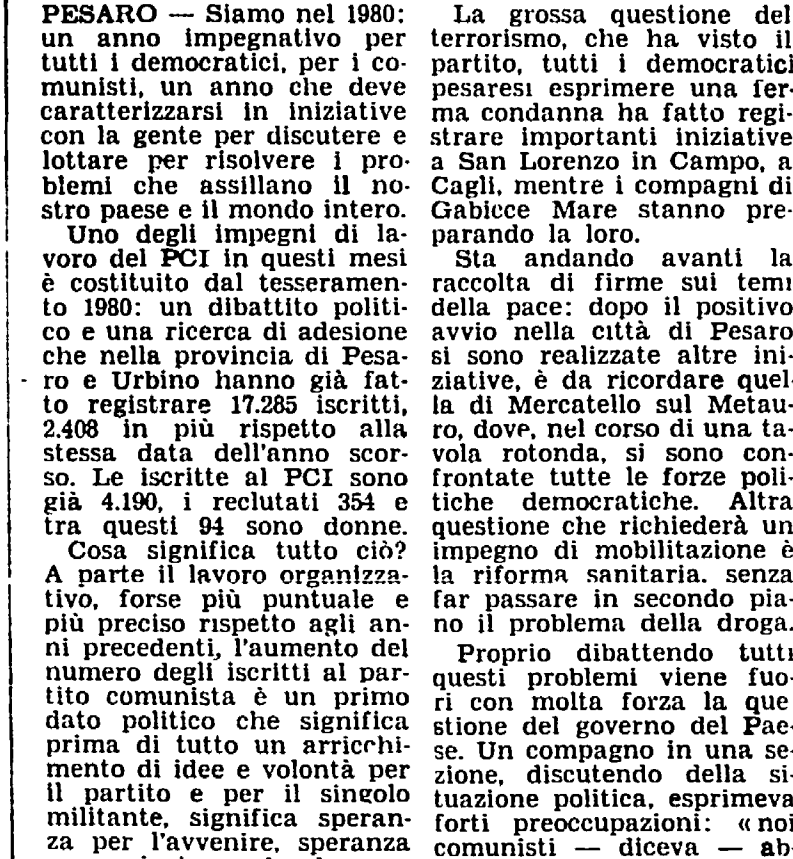 PESARO — Siamo nel 1980:
un anno impegnativo per
tutti i democratici, per i co-
munisti, un anno che deve
caratterizzarsi in iniziative
con la gente per discutere e
lottare per risolvere i pro-
blemi che assillano il no-
stro paese e il mondo intero.
Uno degli impegni di la-
voro del PCI in questi mesi
è costituito dal tesseramen-
to 1980: un dibattito politi-
co e una ricerca di adesione
che nella provincia di Pesa-
ro e Urbino hanno già fat-
to registrare 17.285 iscritti,
2.408 in più rispetto alla
stessa data dell'anno scor-
so. Le iscritte al PCI sono
già 4.190, i reclutati 354 e
tra questi 94 sono donne.
Cosa significa tutto ciò?
A parte il lavoro organizza-
tivo, forse più puntuale e
più preciso rispetto agli an-
ni precedenti, l'aumento del
numero degli iscritti al par-
tito comunista è un primo
dato politico che significa
prima di tutto un arricchi-
mento di idee e volontà per
il partito e per il singolo
militante, significa speran-
za per l'avvenire, speranza
La grossa questione del
terrorismo, che ha visto il
partito, tutti i democratici
pesaresi esprimere una fer-
ma condanna ha fatto regi-
strare importanti iniziative
a San Lorenzo in Campo, a
Cagli, mentre i compagni di
Gabicce Mare stanno pre-
parando la loro.
Sta andando avanti la
raccolta di firme sui temi
della pace: dopo il positivo
avvio nella città di Pesaro
si sono realizzate altre ini-
ziative, è da ricordare quel-
la di Mercatello sul Metau-
ro, dove, nel corso di una ta-
vola rotonda, si sono con-
frontate tutte le forze poli-
tiche democratiche. Altra
questione che richiederà un
impegno di mobilitazione è
la riforma sanitaria. senza
far passare in secondo pia-
no il problema della droga.
Proprio dibattendo tutti
questi problemi viene fuo-
ri con molta forza la que
stione del governo del Pae-
se. Un compagno in una se-
zione, discutendo della si-
tuazione politica, esprimeva
forti preoccupazioni: « noi
comunisti — diceva — ab-